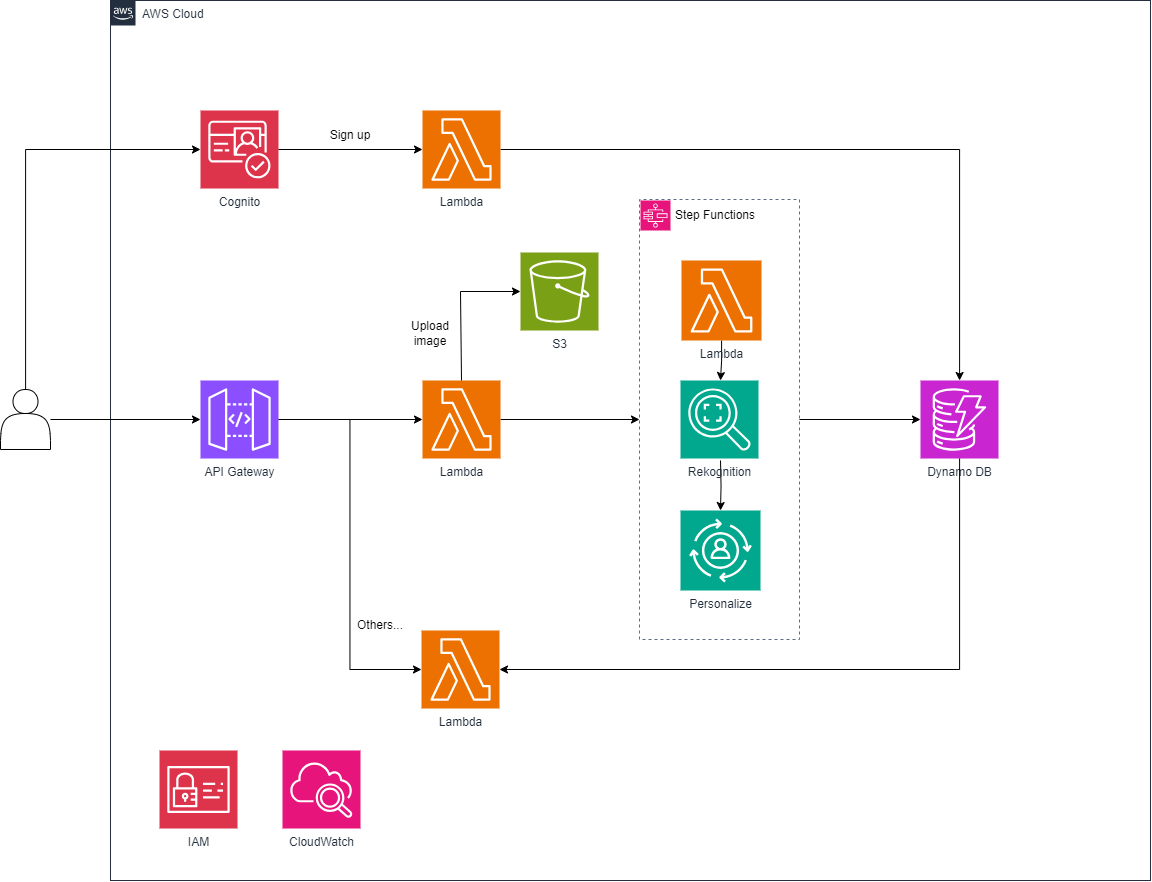 aws
AWS Cloud
Sign up
Cognito
Lambda
Step Functions
Upload
image
S3
Lambda
</>
API Gateway
Lambda
Rekognition
Dynamo DB
Personalize
Others...
Lambda
IAM
CloudWatch